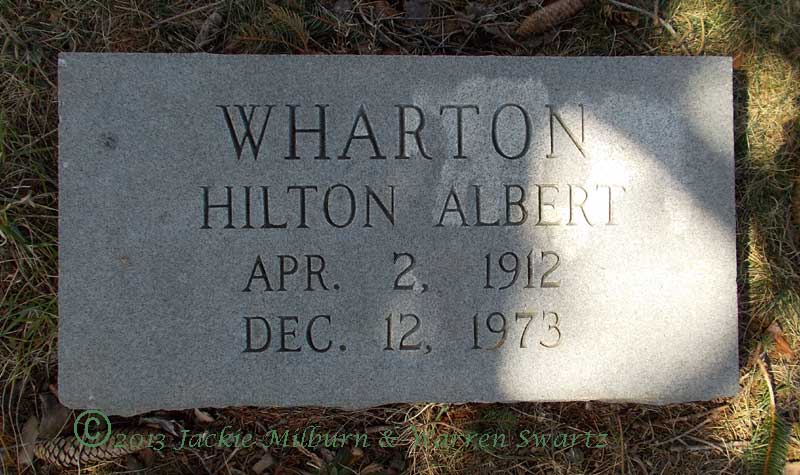 WHARTON
HILTON ALBERT
APR. 2, 1912
DEC. 12, 1973
© 2013 Jackie Milburn & Warren Swartz